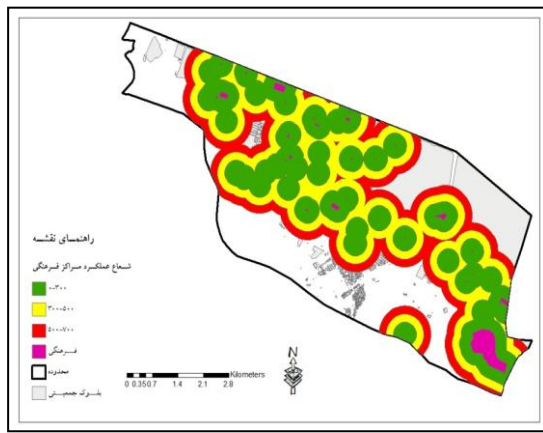 راهنمای نقشه
شعاع عملکرد مراکز فرهنگی
۰-۳۰۰
۳۰۰-۵۰۰
۵۰۰-۷۰۰
فرهنگی
محدوده
بلوک جمعیتی
N
Kilometers
0 0.35 0.7 1.4 2.1 2.8